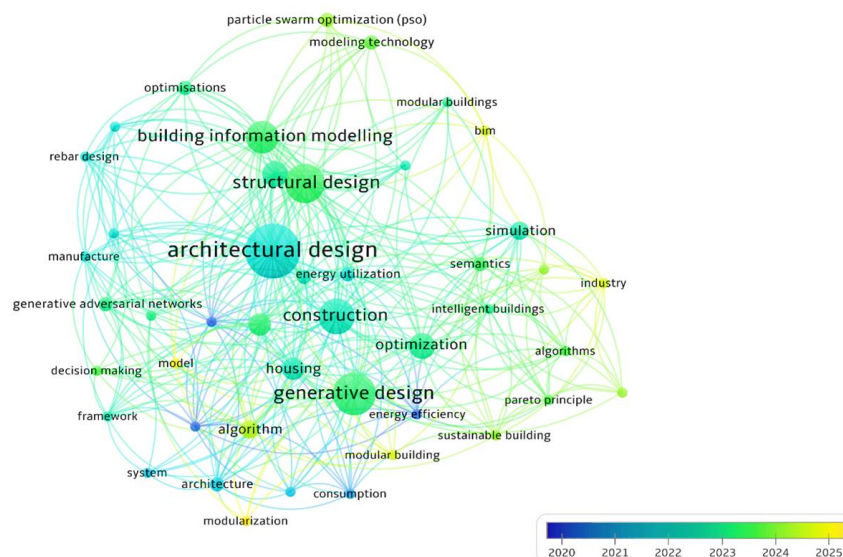 particle swarm optimization (pso)
modeling technology
optimisations
modular buildings
building information modelling
bim
rebar design
structural design
simulation
architectural design
manufacture
semantics
energy utilization
industry
generative adversarial networks
intelligent buildings
construction
optimization
algorithms
model
decision making
housing
generative design
pareto principle
framework
energy efficiency
algorithm
sustainable building
modular building
system
architecture
consumption
modularization
2020 2021 2022 2023 2024 2025